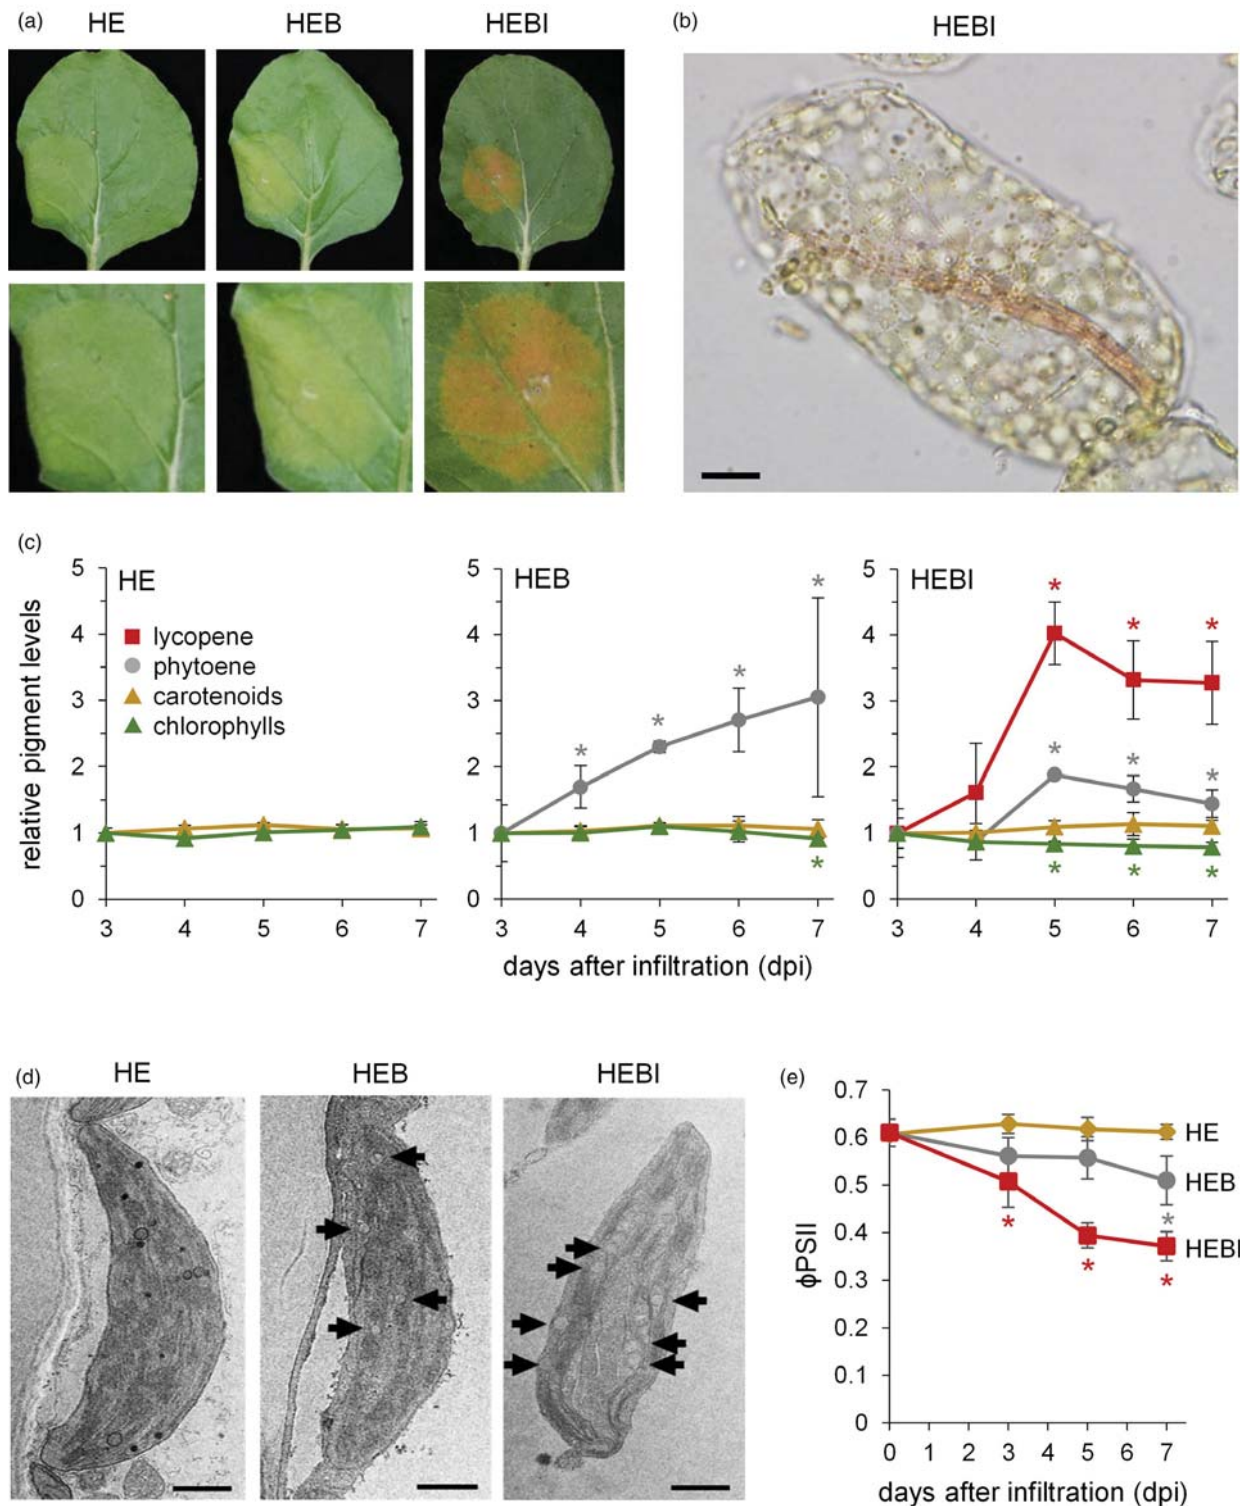 (a)
HE
HEB
HEBI
(b)
HEBI
(c)
relative pigment levels
5
4
3
2
1
0
HE
lycopene
phytoene
carotenoids
chlorophylls
3 4 5 6 7
5
4
3
2
1
0
HEB
*
*
*
*
*
3 4 5 6 7
5
4
3
2
1
0
HEBI
* * *
* * *
* * *
3 4 5 6 7
days after infiltration (dpi)
(d)
HE
HEB
HEBI
(e)
ϕPSII
0.7
0.6
0.5
0.4
0.3
0.2
0.1
0
HE
HEB
*
HEBI
* * *
0 1 2 3 4 5 6 7
days after infiltration (dpi)